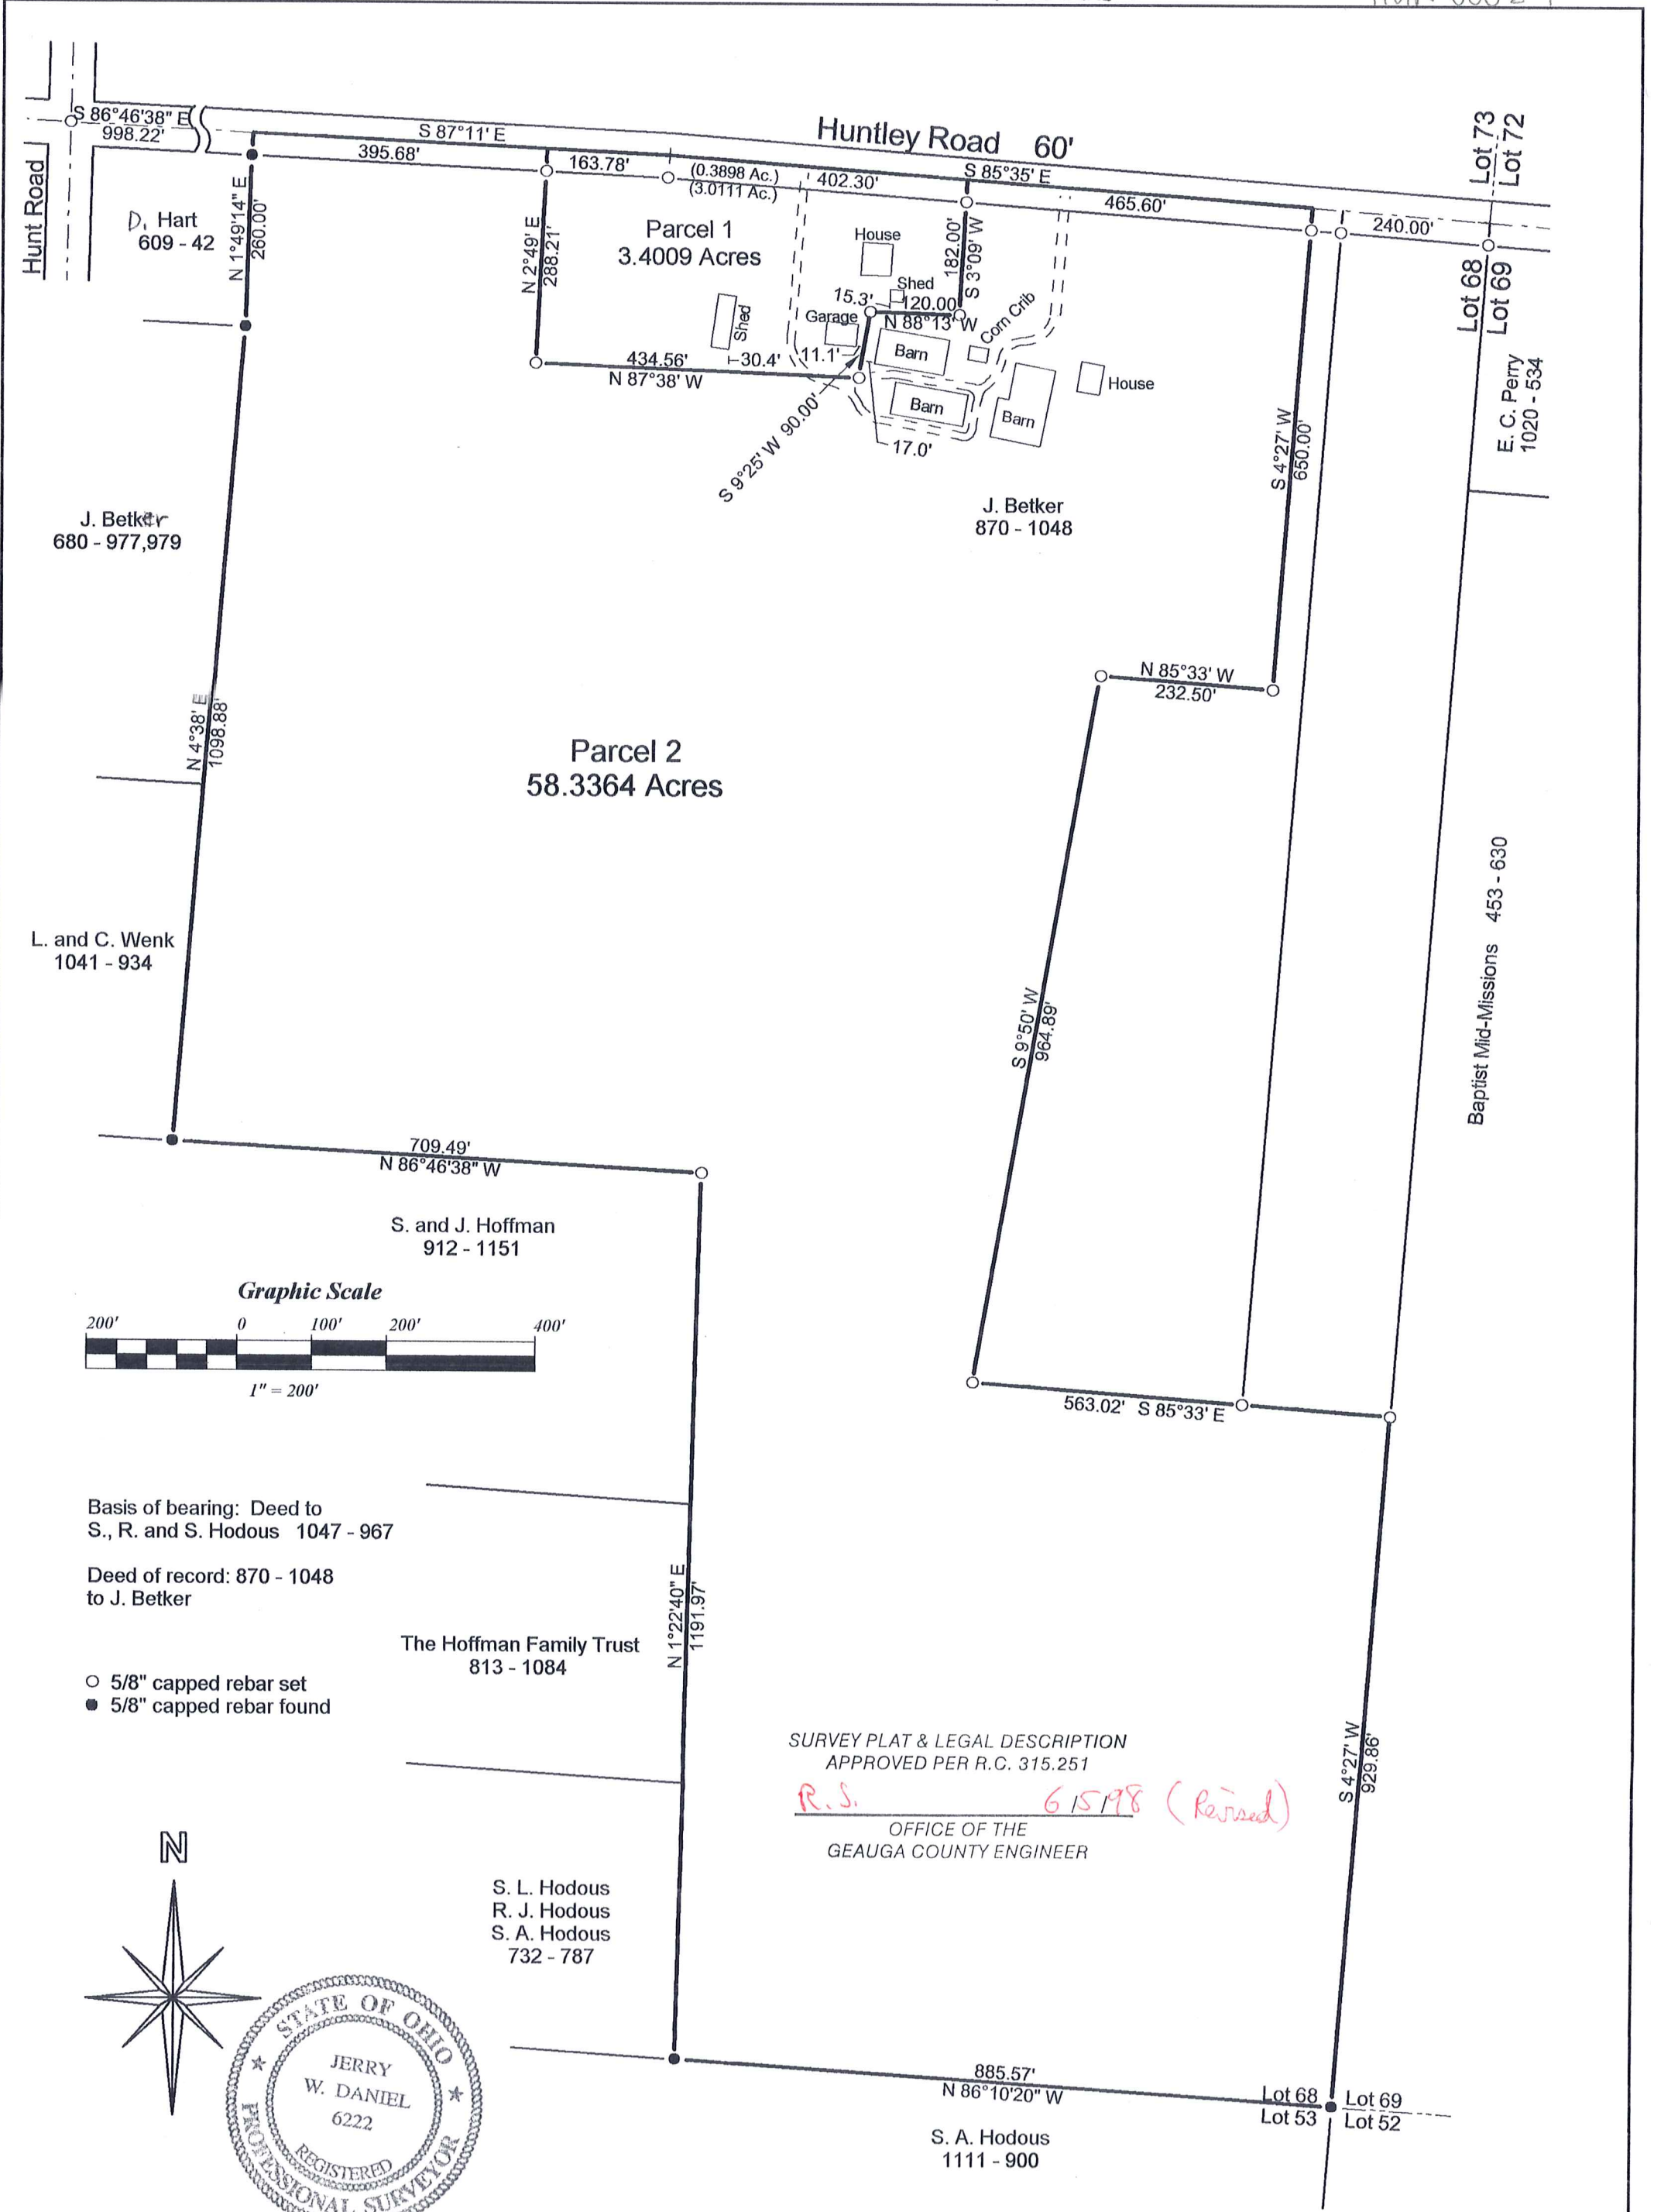 S 86°46'38" E
998.22'
Hunt Road
S 87°11' E
395.68'
163.78'
(0.3898 Ac.)
(3.0111 Ac.)
402.30'
Huntley Road 60'
S 85°35' E
465.60'
240.00'
Lot 73
Lot 72
Lot 68
Lot 69
D. Hart
609 - 42
N 1°49'14" E
260.00'
N 2°49' E
288.21'
Parcel 1
3.4009 Acres
House
182.00'
S 3°09' W
Shed
15.3'
120.00'
N 88°13' W
Garage
Shed
Corn Crib
Barn
11.1'
30.4'
434.56'
N 87°38' W
S 9°25' W 90.00'
Barn
Barn
House
17.0'
E. C. Perry
1020 - 534
S 4°27' W
650.00'
J. Betker
680 - 977,979
J. Betker
870 - 1048
N 85°33' W
232.50'
N 4°38' E
1098.88'
Parcel 2
58.3364 Acres
Baptist Mid-Missions 453 - 630
L. and C. Wenk
1041 - 934
S 9°50' W
964.89'
709.49'
N 86°46'38" W
S. and J. Hoffman
912 - 1151
Graphic Scale
200' 0 100' 200' 400'
1" = 200'
563.02' S 85°33' E
Basis of bearing: Deed to
S., R. and S. Hodous 1047 - 967
Deed of record: 870 - 1048
to J. Betker
N 1°22'40" E
1191.97'
The Hoffman Family Trust
813 - 1084
5/8" capped rebar set
5/8" capped rebar found
SURVEY PLAT & LEGAL DESCRIPTION
APPROVED PER R.C. 315.251
R.S. 6/5/98 (Revised)
OFFICE OF THE
GEAUGA COUNTY ENGINEER
S 4°27' W
929.86'
N
S. L. Hodous
R. J. Hodous
S. A. Hodous
732 - 787
STATE OF OHIO
JERRY
W. DANIEL
6222
REGISTERED
PROFESSIONAL SURVEYOR
885.57'
N 86°10'20" W
Lot 68
Lot 69
Lot 53
Lot 52
S. A. Hodous
1111 - 900